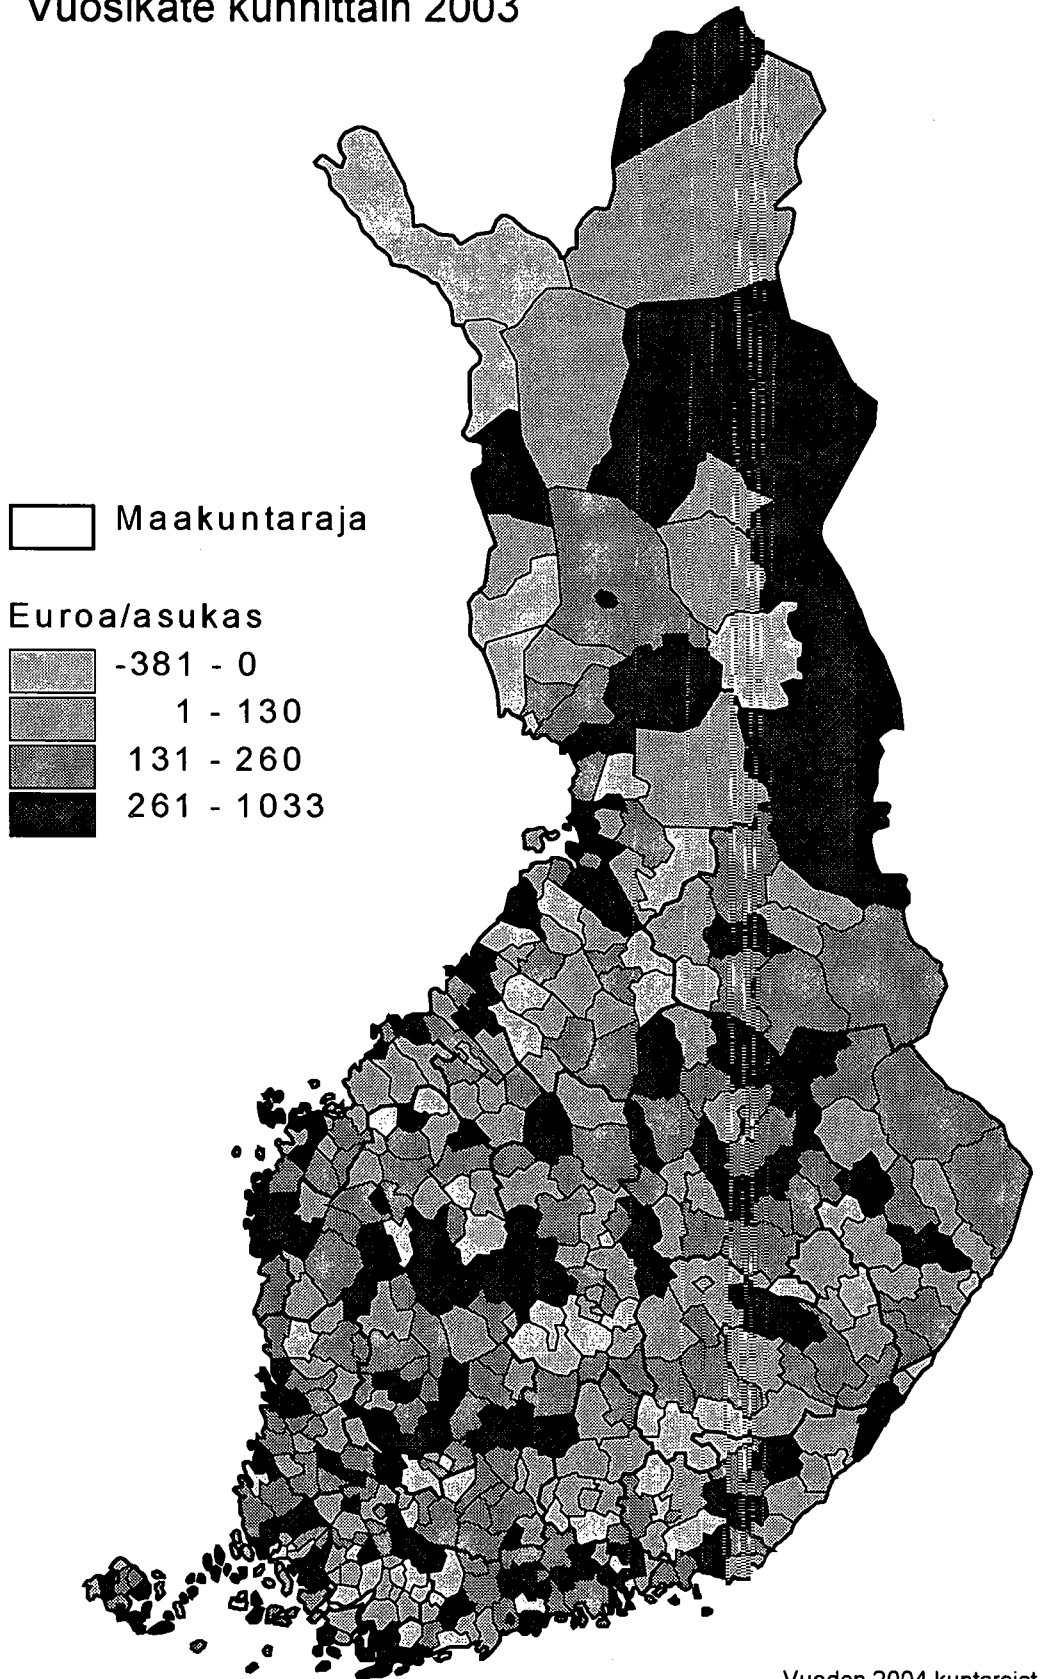 Vuosikate kunnittain 2003
Maakuntaraja
Euroa/asukas
-381 - 0
1 - 130
131 - 260
261 - 1033
Vuoden 2004 kuntarajat